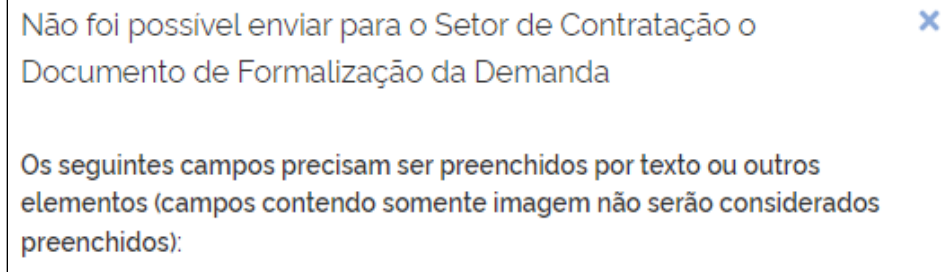 Não foi possível enviar para o Setor de Contratação o
Documento de Formalização da Demanda
Os seguintes campos precisam ser preenchidos por texto ou outros
elementos (campos contendo somente imagem não serão considerados
preenchidos):